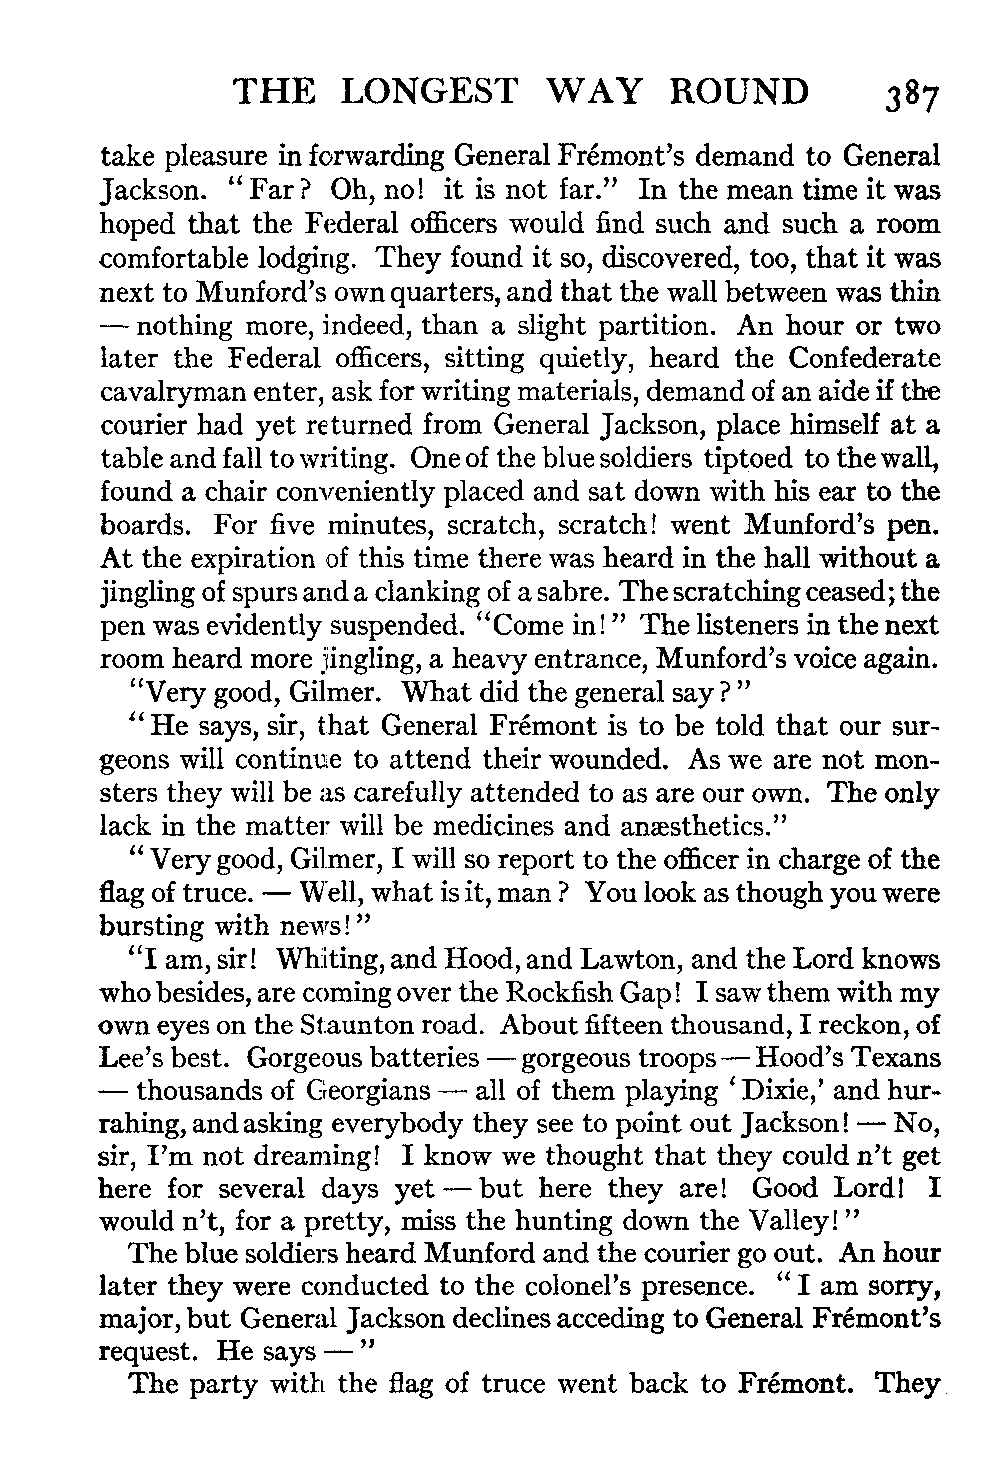 THE LONGEST WAY ROUND 387
take pleasure in forwarding General Frémont's demand to General
Jackson. "Far? Oh, no! it is not far." In the mean time it was
hoped that the Federal officers would find such and such a room
comfortable lodging. They found it so, discovered, too, that it was
next to Munford's own quarters, and that the wall between was thin
— nothing more, indeed, than a slight partition. An hour or two
later the Federal officers, sitting quietly, heard the Confederate
cavalryman enter, ask for writing materials, demand of an aide if the
courier had yet returned from General Jackson, place himself at a
table and fall to writing. One of the blue soldiers tiptoed to the wall,
found a chair conveniently placed and sat down with his ear to the
boards. For five minutes, scratch, scratch! went Munford's pen.
At the expiration of this time there was heard in the hall without a
jingling of spurs and a clanking of a sabre. The scratching ceased; the
pen was evidently suspended. "Come in!" The listeners in the next
room heard more jingling, a heavy entrance, Munford's voice again.
"Very good, Gilmer. What did the general say?"
"He says, sir, that General Frémont is to be told that our sur-
geons will continue to attend their wounded. As we are not mon-
sters they will be as carefully attended to as are our own. The only
lack in the matter will be medicines and anæsthetics."
"Very good, Gilmer, I will so report to the officer in charge of the
flag of truce. — Well, what is it, man? You look as though you were
bursting with news!"
"I am, sir! Whiting, and Hood, and Lawton, and the Lord knows
who besides, are coming over the Rockfish Gap! I saw them with my
own eyes on the Staunton road. About fifteen thousand, I reckon, of
Lee's best. Gorgeous batteries — gorgeous troops — Hood's Texans
— thousands of Georgians — all of them playing 'Dixie,' and hur-
rahing, and asking everybody they see to point out Jackson! — No,
sir, I'm not dreaming! I know we thought that they could n't get
here for several days yet — but here they are! Good Lord! I
would n't, for a pretty, miss the hunting down the Valley!"
The blue soldiers heard Munford and the courier go out. An hour
later they were conducted to the colonel's presence. "I am sorry,
major, but General Jackson declines acceding to General Frémont's
request. He says — "
The party with the flag of truce went back to Frémont. They